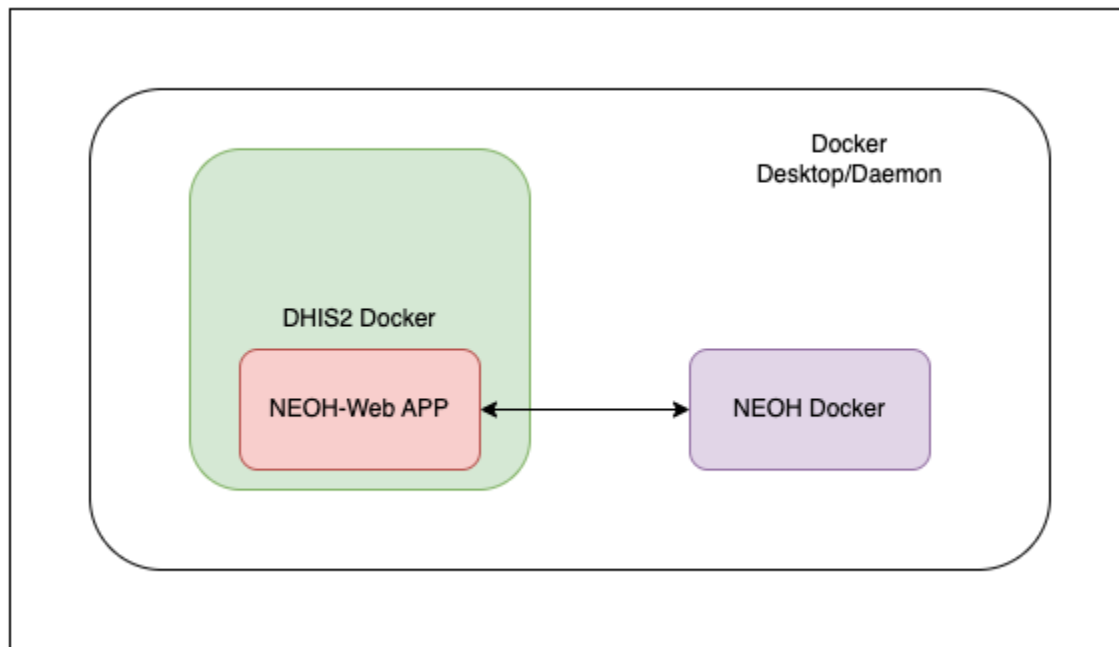 Docker
Desktop/Daemon
DHIS2 Docker
NEOH-Web APP
NEOH Docker